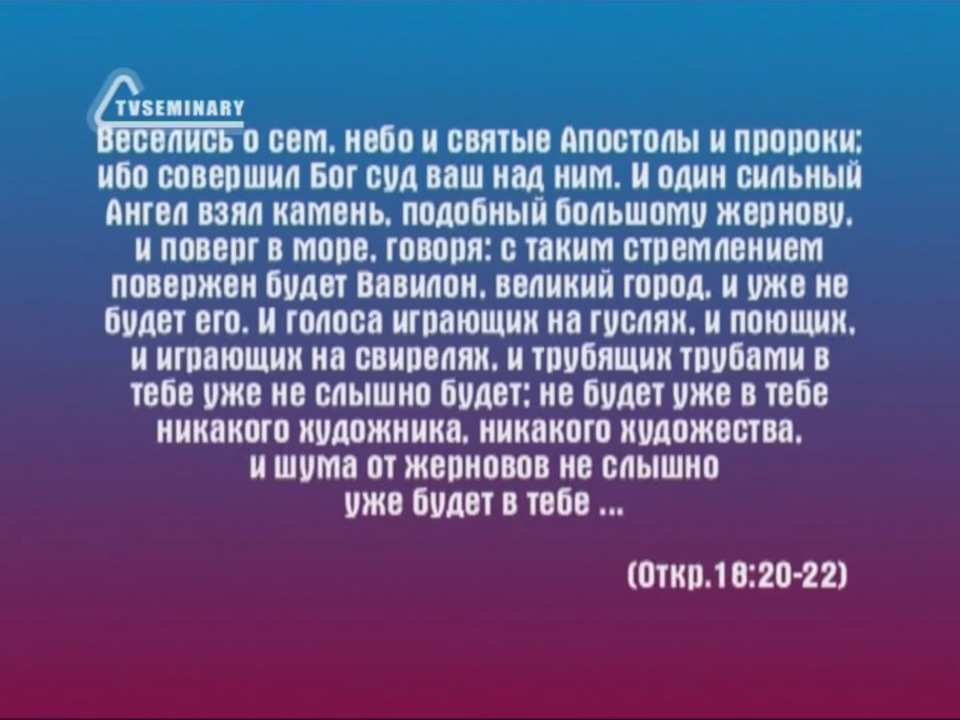 TVSEMINARY
Веселись о сем, небо и святые Апостолы и пророки;
ибо совершил Бог суд ваш над ним. И один сильный
Ангел взял камень, подобный большому жернову,
и поверг в море, говоря: с таким стремлением
повержен будет Вавилон, великий город, и уже не
будет его. И голоса играющих на гуслях, и поющих,
и играющих на свирелях, и трубящих трубами в
тебе уже не слышно будет; не будет уже в тебе
никакого художника, никакого художества,
и шума от жерновов не слышно
уже будет в тебе ...
(Откр.18:20-22)